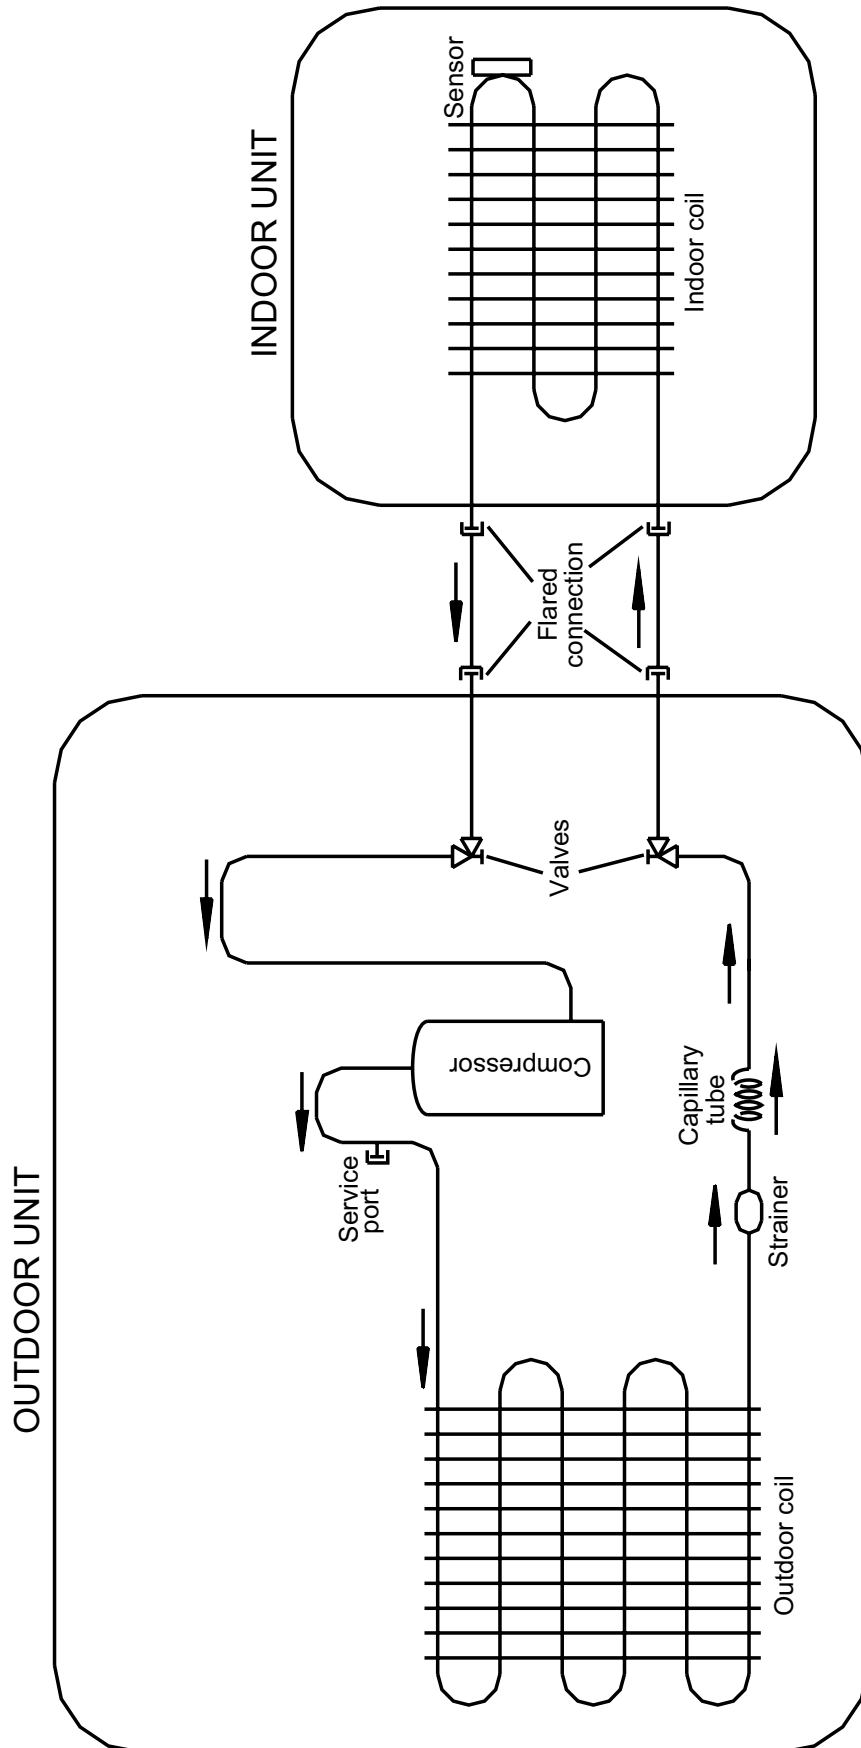 OUTDOOR UNIT
INDOOR UNIT
Sensor
Indoor coil
Flared
connection
Valves
Compressor
Service
port
Capillary
tube
Strainer
Outdoor coil